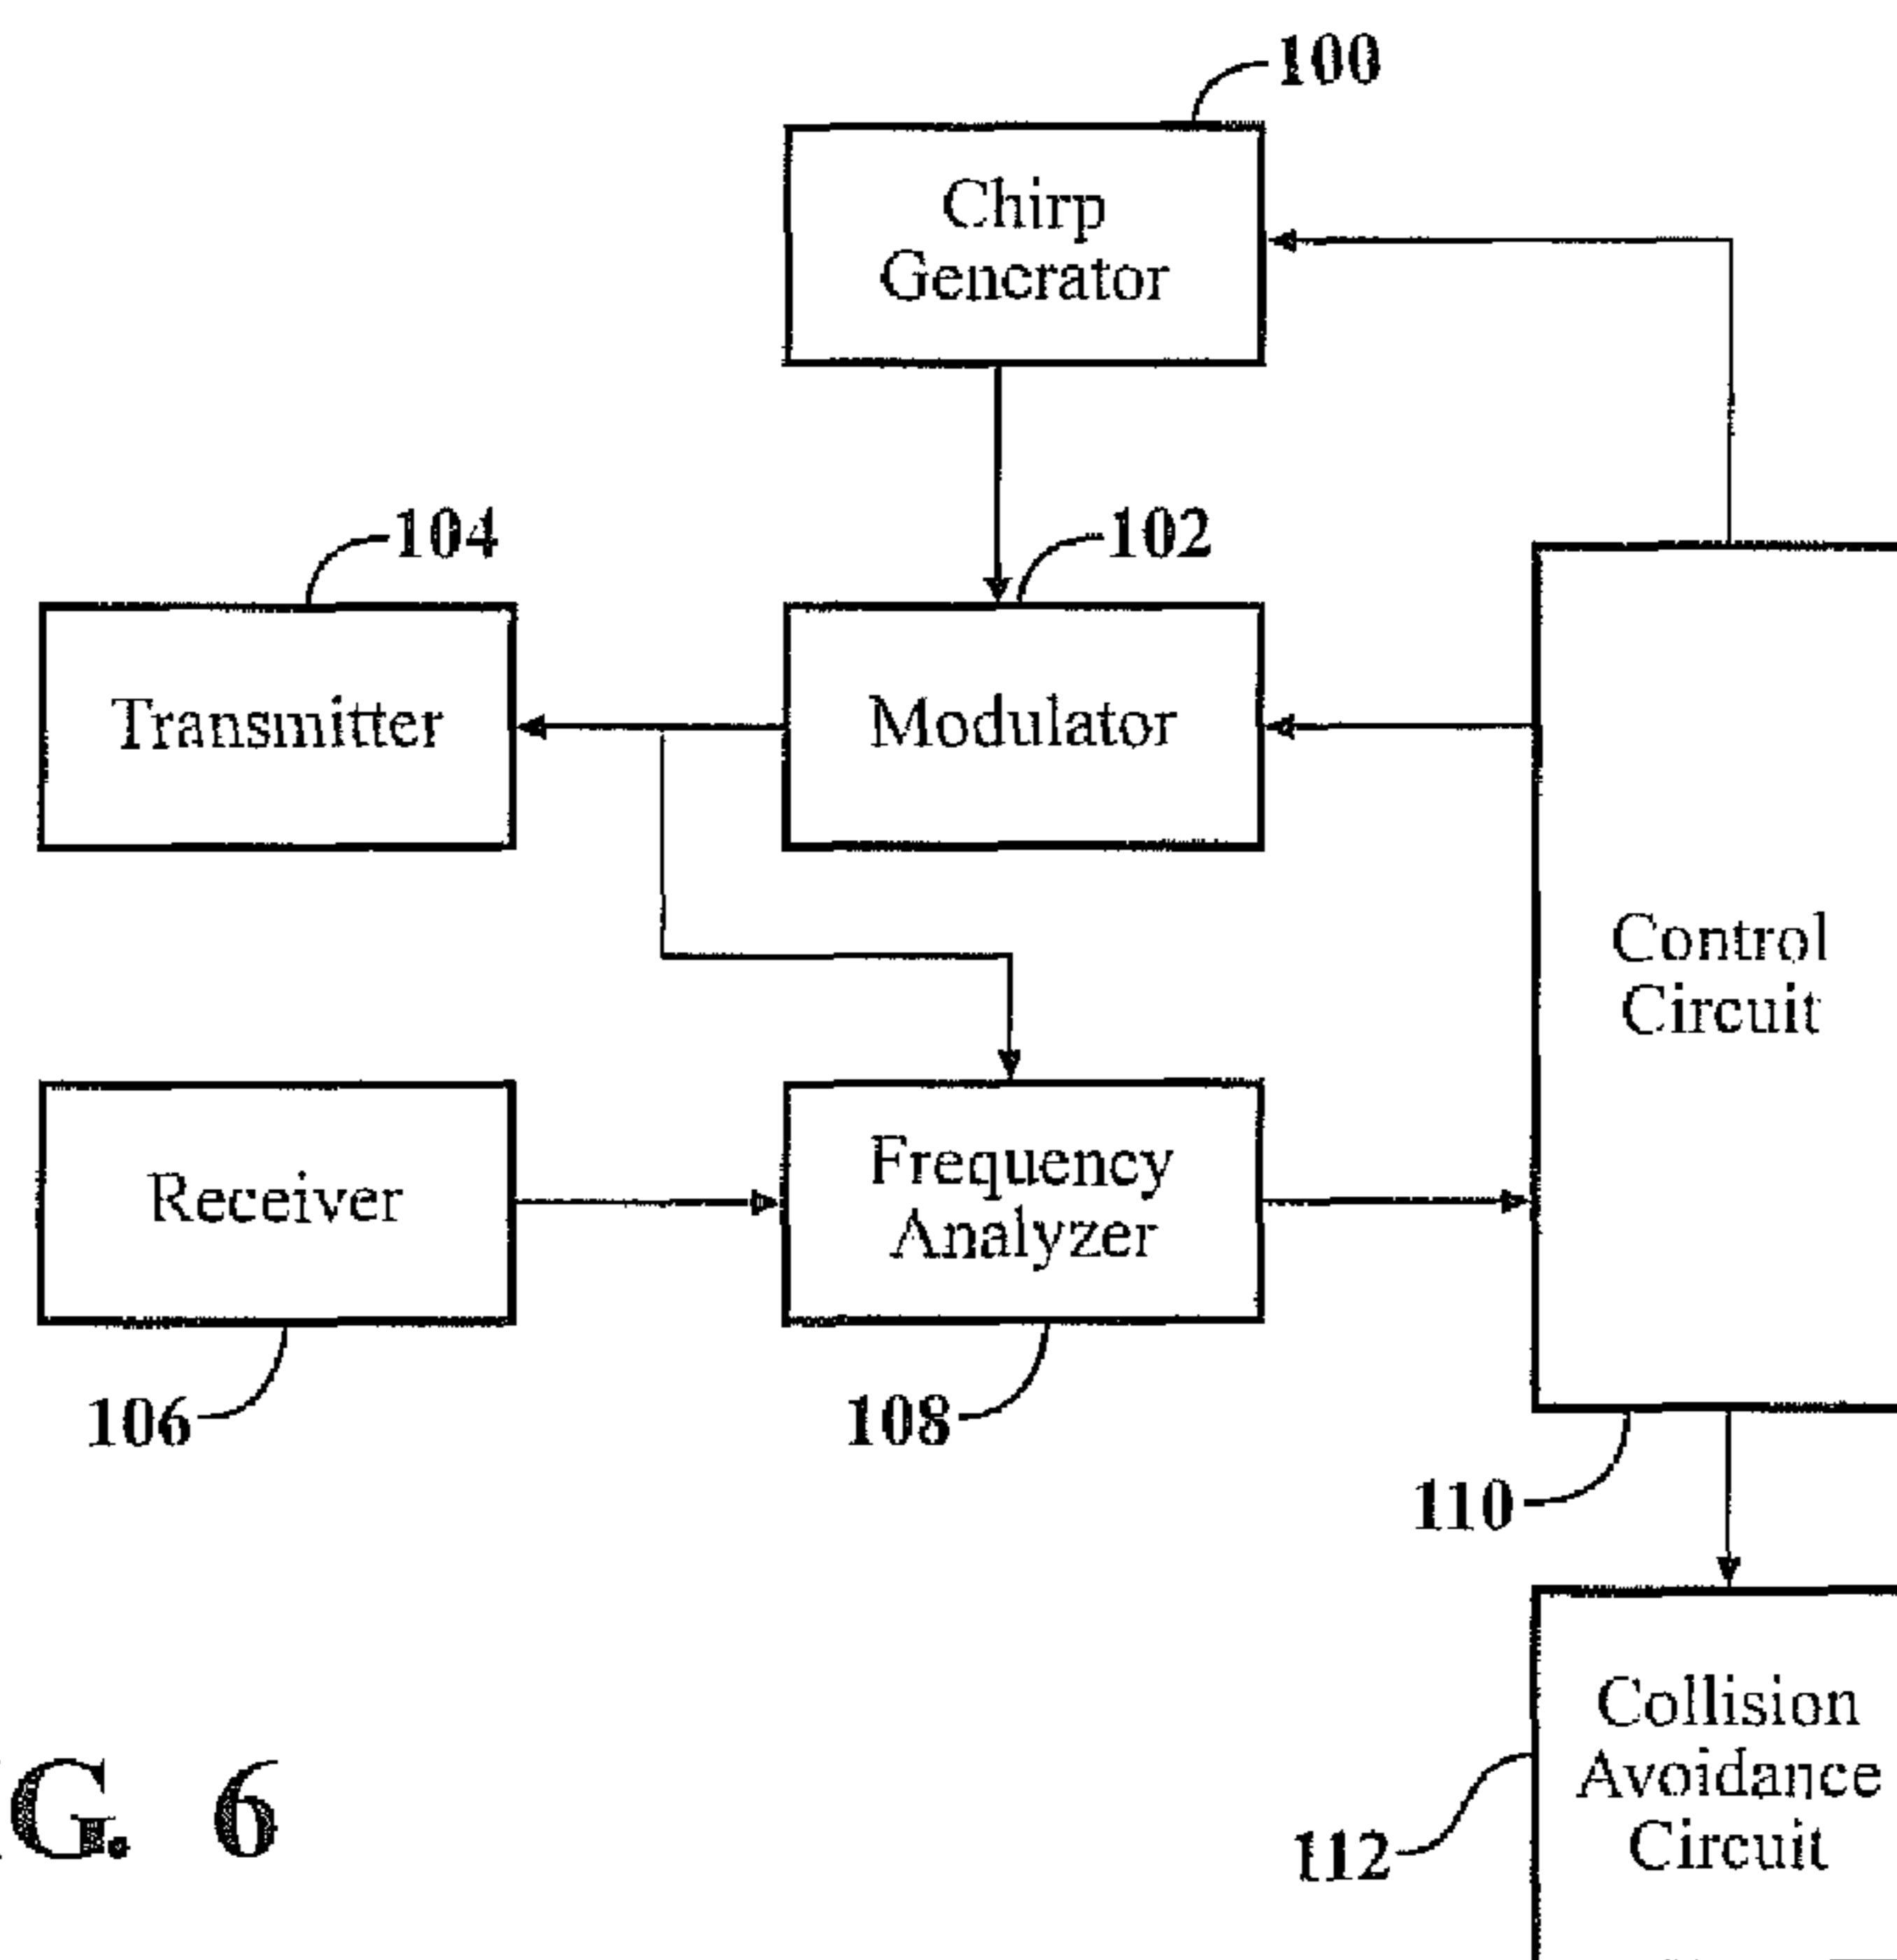 100
Chirp
Generator
104
102
Transmitter
Modulator
Control
Circuit
Receiver
Frequency
Analyzer
106
108
110
Collision
Avoidance
Circuit
112
G. 6